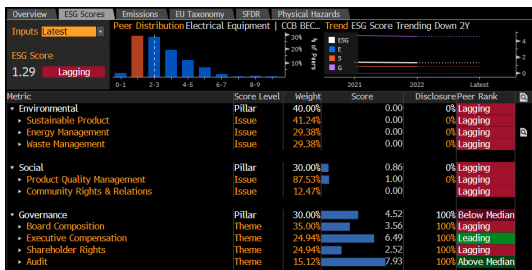 Overview ESG Scores Emissions EU Taxonomy SFDR Physical Hazards
Inputs Latest Peer Distribution Electrical Equipment | CCB BEC... Trend ESG Score Trending Down 2Y
30%
20%
10%
% of Peers
ESG
E
S
G
4
2
0
ESG Score
1.29 Lagging
0-1 2-3 4-5 6-7 8-9
2021 2022 Latest
Metric Score Level Weight Score Disclosure Peer Rank
Environmental Pillar 40.00% 0.00 0% Lagging
Sustainable Product Issue 41.24% 0.00 0% Lagging
Energy Management Issue 29.38% 0.00 0% Lagging
Waste Management Issue 29.38% 0.00 0% Lagging
Social Pillar 30.00% 0.86 0% Lagging
Product Quality Management Issue 87.53% 1.00 0% Lagging
Community Rights & Relations Issue 12.47% 0.00 Lagging
Governance Pillar 30.00% 4.52 100% Below Median
Board Composition Theme 35.00% 3.56 100% Lagging
Executive Compensation Theme 24.94% 6.49 100% Leading
Shareholder Rights Theme 24.94% 2.52 100% Lagging
Audit Theme 15.12% 7.93 100% Above Median